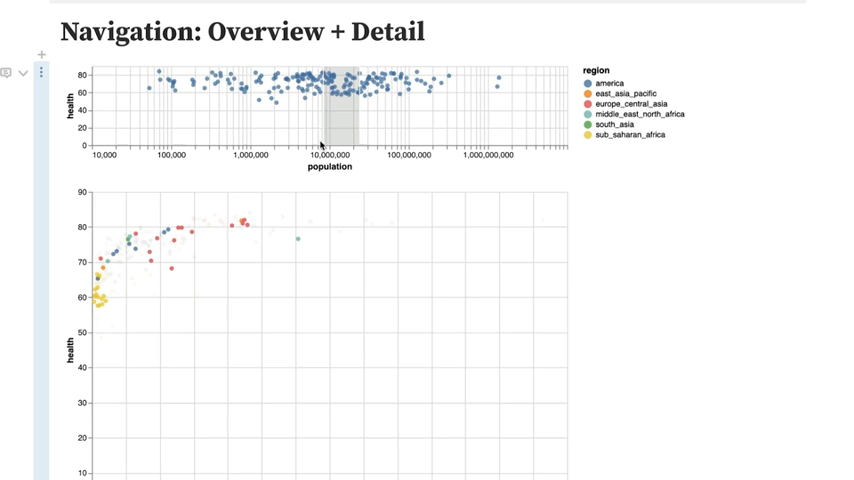 Navigation: Overview + Detail
80
60
40
20
0
health
10,000 100,000 1,000,000 10,000,000 100,000,000 1,000,000,000
population
region
america
east_asia_pacific
europe_central_asia
middle_east_north_africa
south_asia
sub_saharan_africa
90
80
70
60
50
40
30
20
10
health